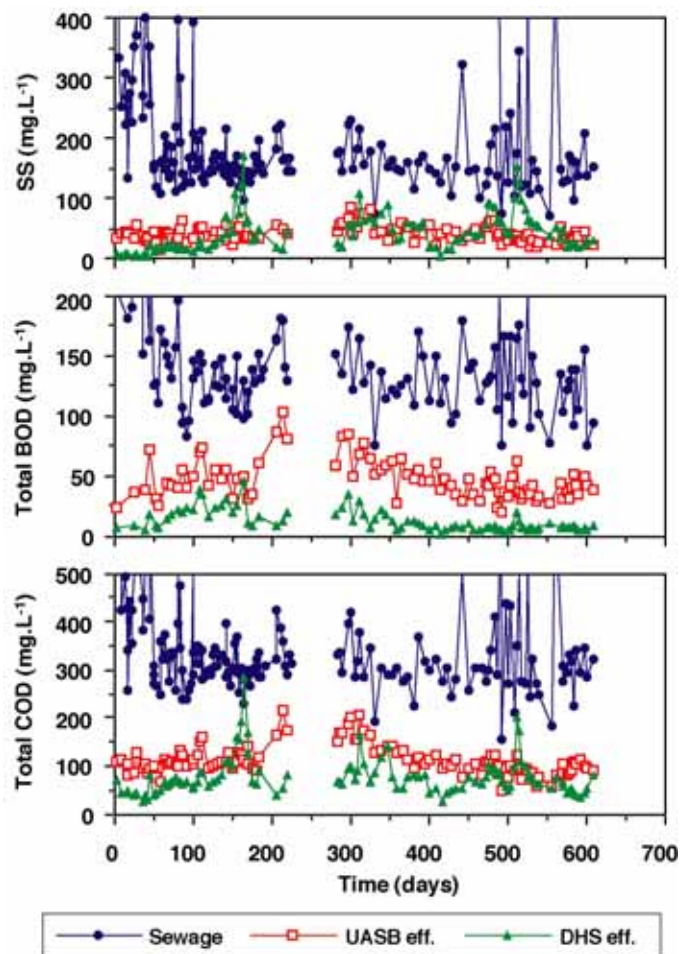 400
300
200
100
0
SS (mg.L⁻¹)
200
150
100
50
0
Total BOD (mg.L⁻¹)
500
400
300
200
100
0
Total COD (mg.L⁻¹)
0 100 200 300 400 500 600 700
Time (days)
Sewage UASB eff. DHS eff.